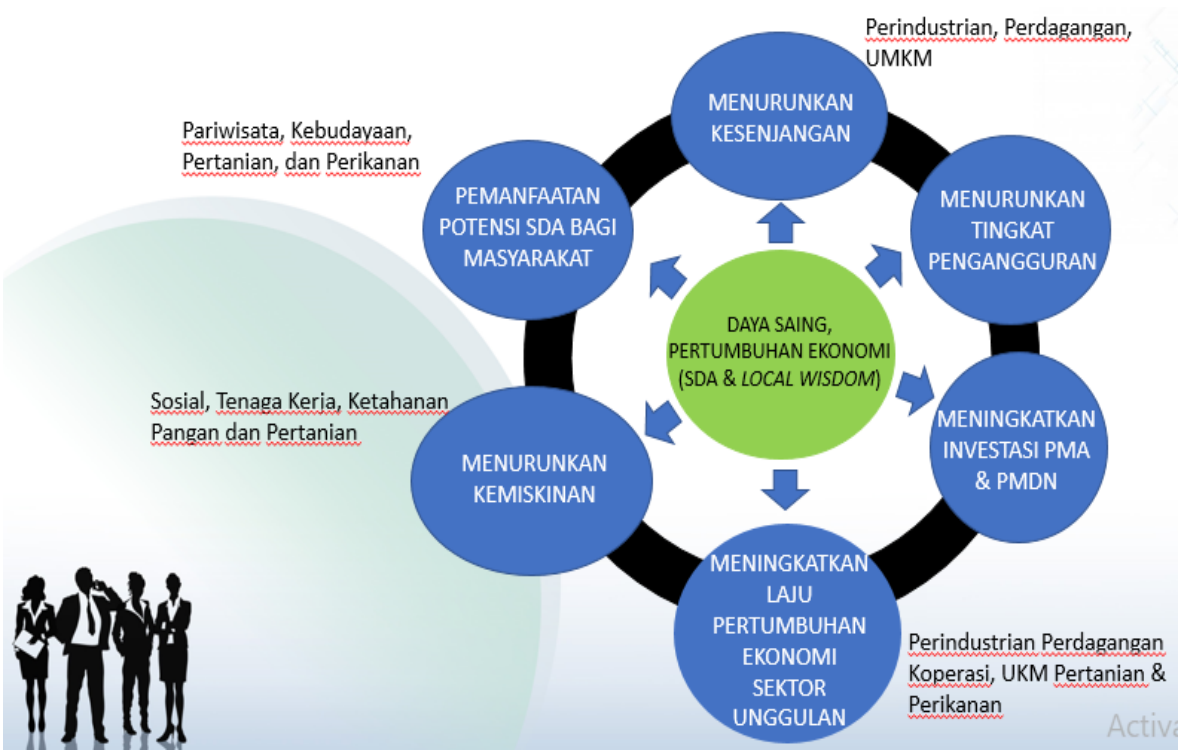 Perindustrian, Perdagangan,
UMKM
MENURUNKAN
KESENJANGAN
Pariwisata, Kebudayaan,
Pertanian, dan Perikanan
PEMANFAATAN
POTENSI SDA BAGI
MASYARAKAT
MENURUNKAN
TINGKAT
PENGANGGURAN
DAYA SAING,
PERTUMBUHAN EKONOMI
(SDA & LOCAL WISDOM)
Sosial, Tenaga Kerja, Ketahanan
Pangan dan Pertanian
MENURUNKAN
KEMISKINAN
MENINGKATKAN
INVESTASI PMA
& PMDN
MENINGKATKAN
LAJU
PERTUMBUHAN
EKONOMI
SEKTOR
UNGGULAN
Perindustrian Perdagangan
Koperasi, UKM Pertanian &
Perikanan
Activa